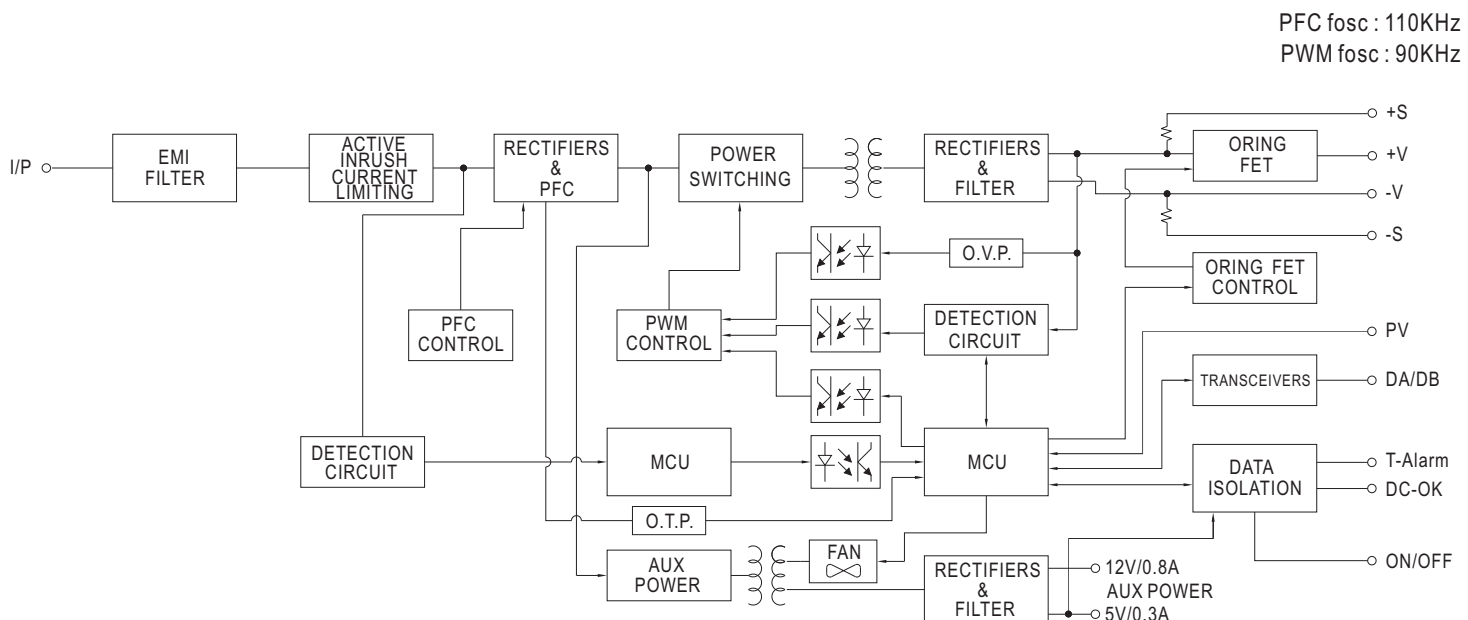 PFC fosc : 110KHz
PWM fosc : 90KHz
I/P
EMI
FILTER
ACTIVE
INRUSH
CURRENT
LIMITING
RECTIFIERS
&
PFC
POWER
SWITCHING
RECTIFIERS
&
FILTER
ORING
FET
+S
+V
-V
-S
O.V.P.
ORING FET
CONTROL
PFC
CONTROL
PWM
CONTROL
DETECTION
CIRCUIT
PV
TRANSCEIVERS
DA/DB
DETECTION
CIRCUIT
MCU
MCU
DATA
ISOLATION
T-Alarm
DC-OK
O.T.P.
ON/OFF
AUX
POWER
FAN
RECTIFIERS
&
FILTER
12V/0.8A
AUX POWER
5V/0.3A